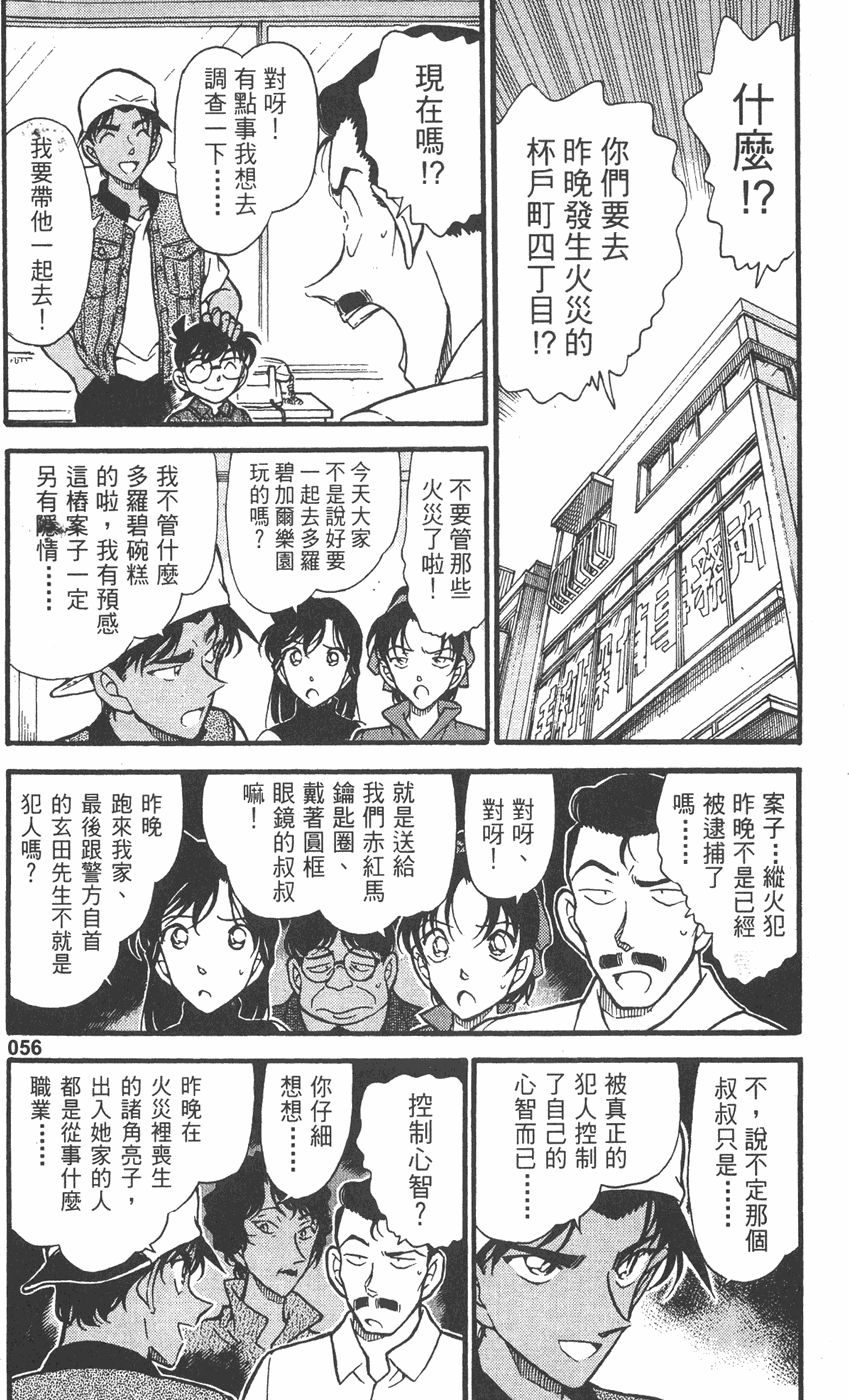 什麼!?
你們要去
昨晚發生火災的
杯戶町四丁目!?
現在嗎!?
對呀！
有點事我想去
調查一下……
我要帶他一起去！
不要管那些
火災了啦！
今天大家
不是說好要
一起去多羅
碧加爾樂園
玩的嗎？
我不管什麼
多羅碧碗糕
的啦，我有預感
這樁案子一定
另有隱情……
案子…縱火犯
昨晚不是已經
被逮捕了
嗎……
對呀、
對呀！
就是送給
我們赤紅馬
鑰匙圈、
戴著圓框
眼鏡的叔叔
嘛！
昨晚
跑來我家、
最後跟警方自首
的玄田先生不就是
犯人嗎？
056
不，說不定那個
叔叔只是……
被真正的
犯人控制
了自己的
心智而已……
控制心智？
你仔細
想想……
昨晚在
火災裡喪生
的諸角亮子，
出入她家的人
都是從事什麼
職業……